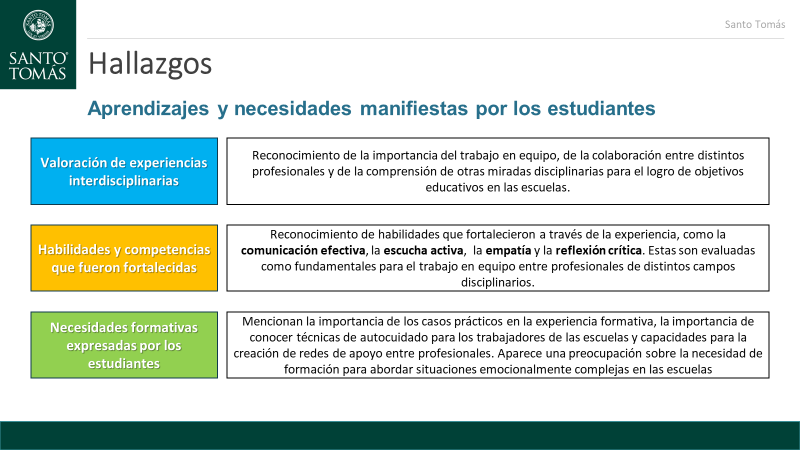 Santo Tomás
SANTO TOMÁS
SANTO
TOMÁS
Hallazgos
Aprendizajes y necesidades manifiestas por los estudiantes
Valoración de experiencias
interdisciplinarias
Reconocimiento de la importancia del trabajo en equipo, de la colaboración entre distintos
profesionales y de la comprensión de otras miradas disciplinarias para el logro de objetivos
educativos en las escuelas.
Habilidades y competencias
que fueron fortalecidas
Reconocimiento de habilidades que fortalecieron a través de la experiencia, como la
comunicación efectiva, la escucha activa, la empatía y la reflexión crítica. Estas son evaluadas
como fundamentales para el trabajo en equipo entre profesionales de distintos campos
disciplinarios.
Necesidades formativas
expresadas por los
estudiantes
Mencionan la importancia de los casos prácticos en la experiencia formativa, la importancia de
conocer técnicas de autocuidado para los trabajadores de las escuelas y capacidades para la
creación de redes de apoyo entre profesionales. Aparece una preocupación sobre la necesidad de
formación para abordar situaciones emocionalmente complejas en las escuelas